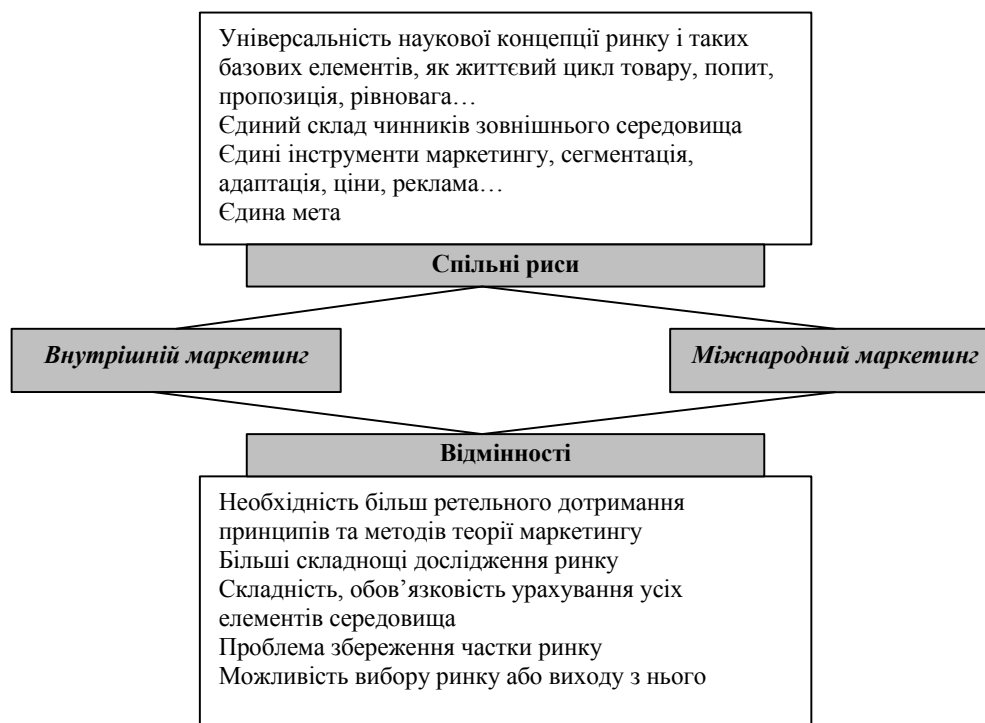 Універсальність наукової концепції ринку і таких
базових елементів, як життєвий цикл товару, попит,
пропозиція, рівновага…
Єдиний склад чинників зовнішнього середовища
Єдині інструменти маркетингу, сегментація,
адаптація, ціни, реклама…
Єдина мета
Спільні риси
Внутрішній маркетинг
Міжнародний маркетинг
Відмінності
Необхідність більш ретельного дотримання
принципів та методів теорії маркетингу
Більші складнощі дослідження ринку
Складність, обов’язковість урахування усіх
елементів середовища
Проблема збереження частки ринку
Можливість вибору ринку або виходу з нього